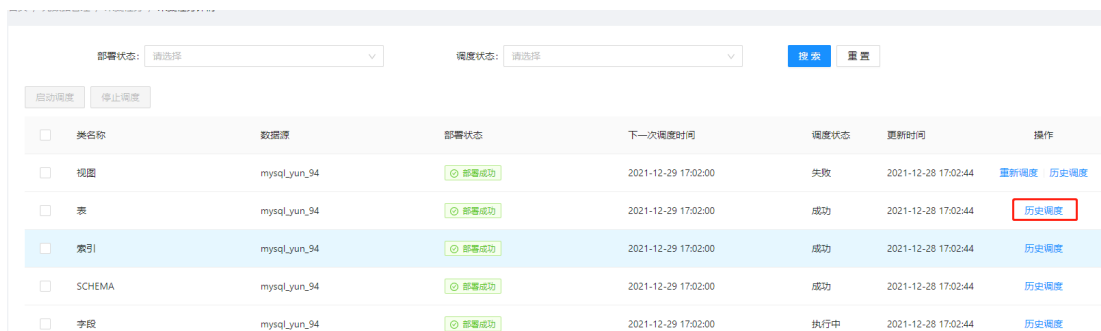 部署状态: 请选择 调度状态: 请选择 搜索 重置
启动调度 停止调度
类名称 数据源 部署状态 下一次调度时间 调度状态 更新时间 操作
视图 mysql_yun_94 部署成功 2021-12-29 17:02:00 失败 2021-12-28 17:02:44 重新调度 历史调度
表 mysql_yun_94 部署成功 2021-12-29 17:02:00 成功 2021-12-28 17:02:44 历史调度
索引 mysql_yun_94 部署成功 2021-12-29 17:02:00 成功 2021-12-28 17:02:44 历史调度
SCHEMA mysql_yun_94 部署成功 2021-12-29 17:02:00 成功 2021-12-28 17:02:44 历史调度
字段 mysql_yun_94 部署成功 2021-12-29 17:02:00 执行中 2021-12-28 17:02:44 历史调度